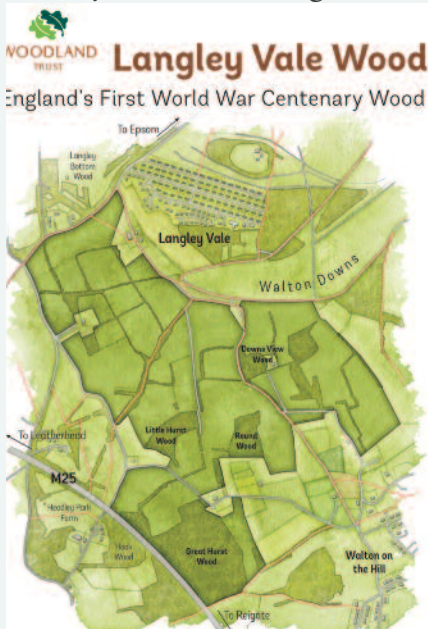 WOODLAND
TRUST
Langley Vale Wood
England's First World War Centenary Wood
To Epsom
Langley
Bottom
Wood
Langley Vale
Walton Downs
Downs View
Wood
Little Hurst
Wood
Round
Wood
To Leatherhead
M25
Headley Park
Farm
Hook
Wood
Great Hurst
Wood
Walton on
the Hill
To Reigate